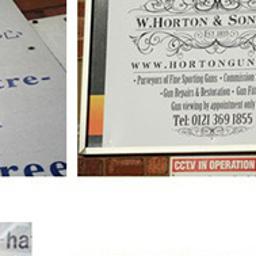 tre-
ree
W. HORTON & SON
EST 1855
WWW.HORTONGUN
• Purveyors of Fine Sporting Guns • Commission
•Gun Repairs & Restoration • Gun Fit
Gun viewing by appointment only
Tel: 0121 369 1855
CCTV IN OPERATION
ha